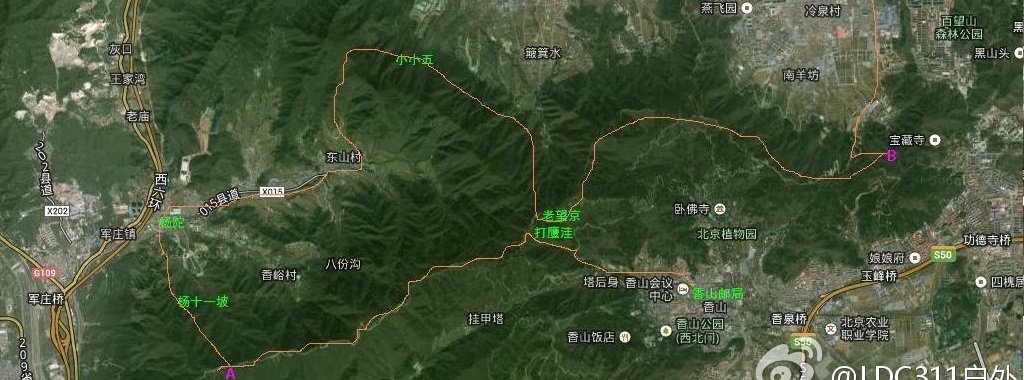 燕飞园
冷泉村
百望山
森林公园
灰口
簸箕水
黑山头
小小五
王家湾
南羊坊
老庙
宝藏寺
B
202县道
东山村
西六环
015县道
X015
X202
卧佛寺
老望京
打鹰洼
北京植物园
军庄镇
功德寺桥
S50
娘娘府
G109
香峪村
八份沟
玉峰桥
塔后身
香山会议
中心
香山邮局
香山
军庄桥
杨十一坡
挂甲塔
香泉桥
香山饭店
香山公园
(西北门)
北京农业
职业学院
S50
A
@LDC311户外